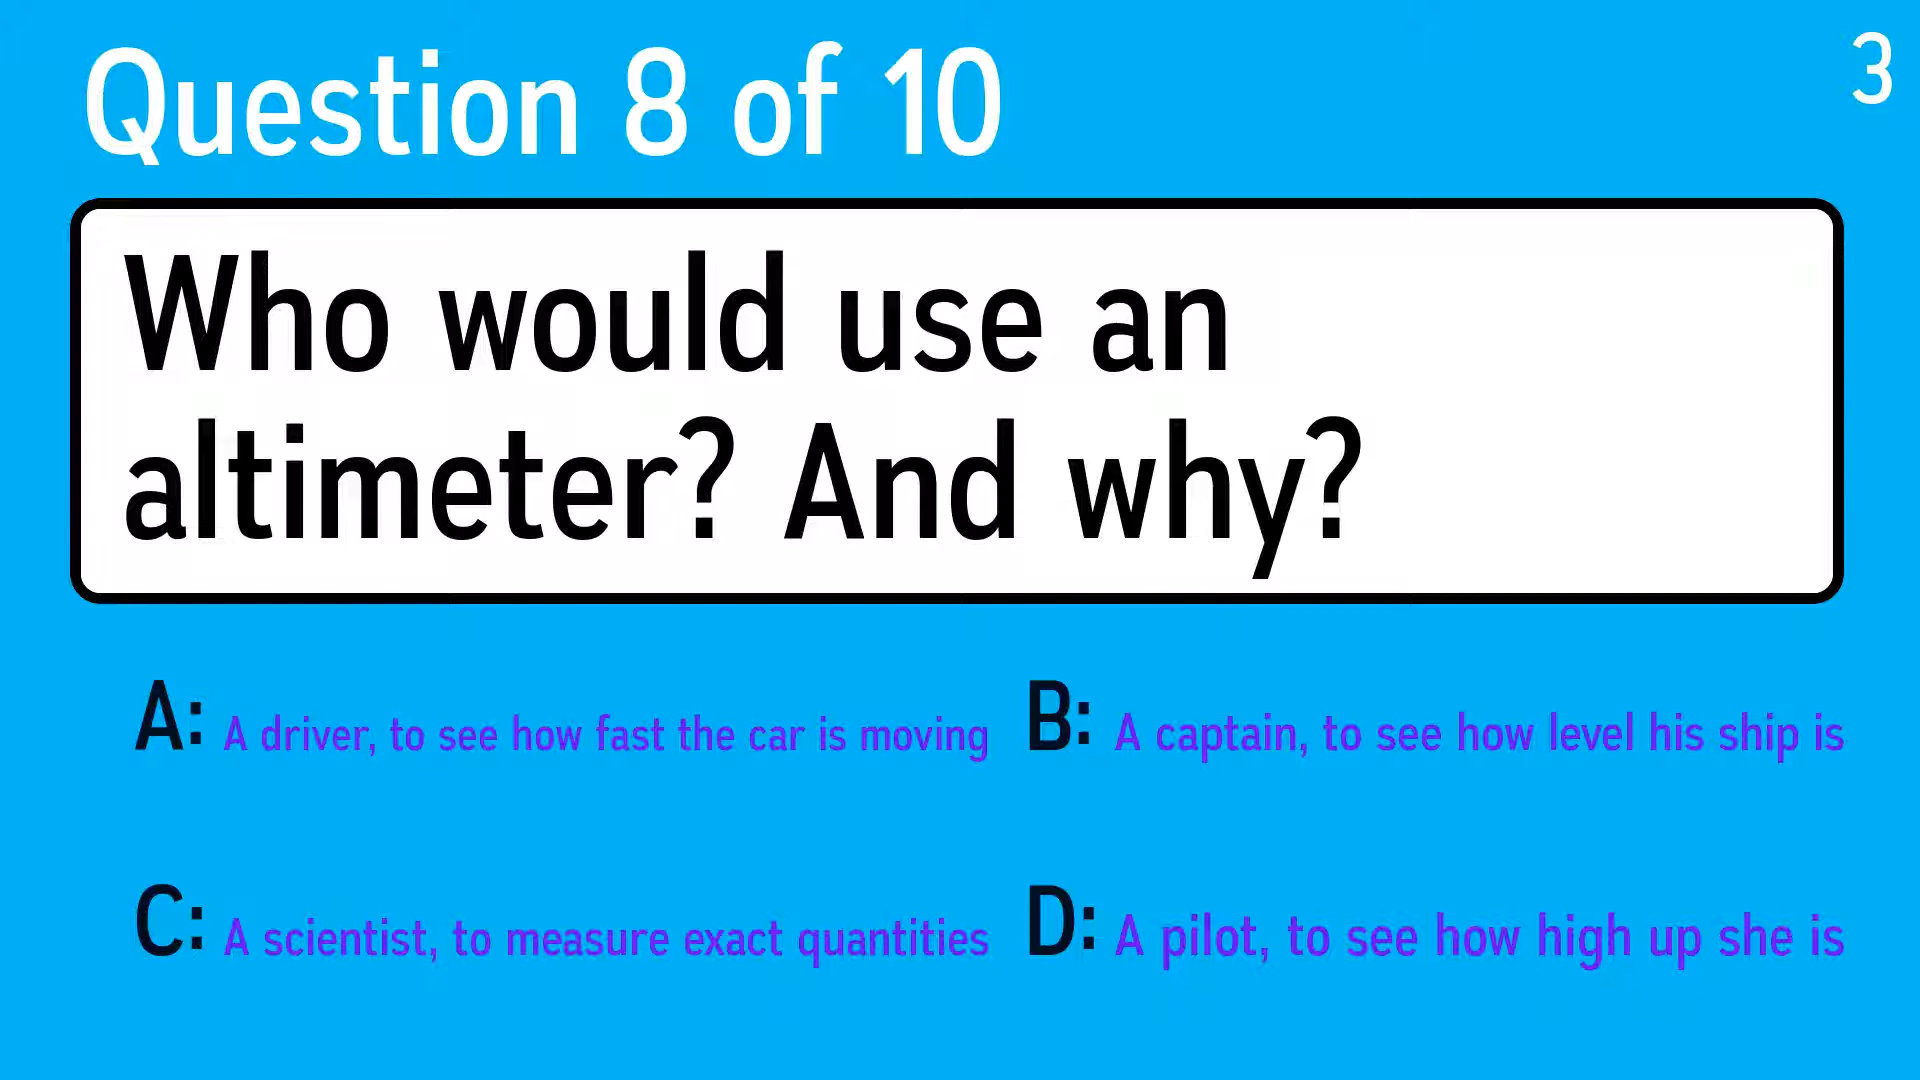 Question 8 of 10
3
Who would use an
altimeter? And why?
A: A driver, to see how fast the car is moving
B: A captain, to see how level his ship is
C: A scientist, to measure exact quantities
D: A pilot, to see how high up she is